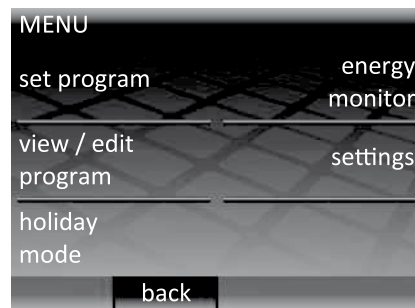 MENU
set program
energy
monitor
view / edit
program
settings
holiday
mode
back